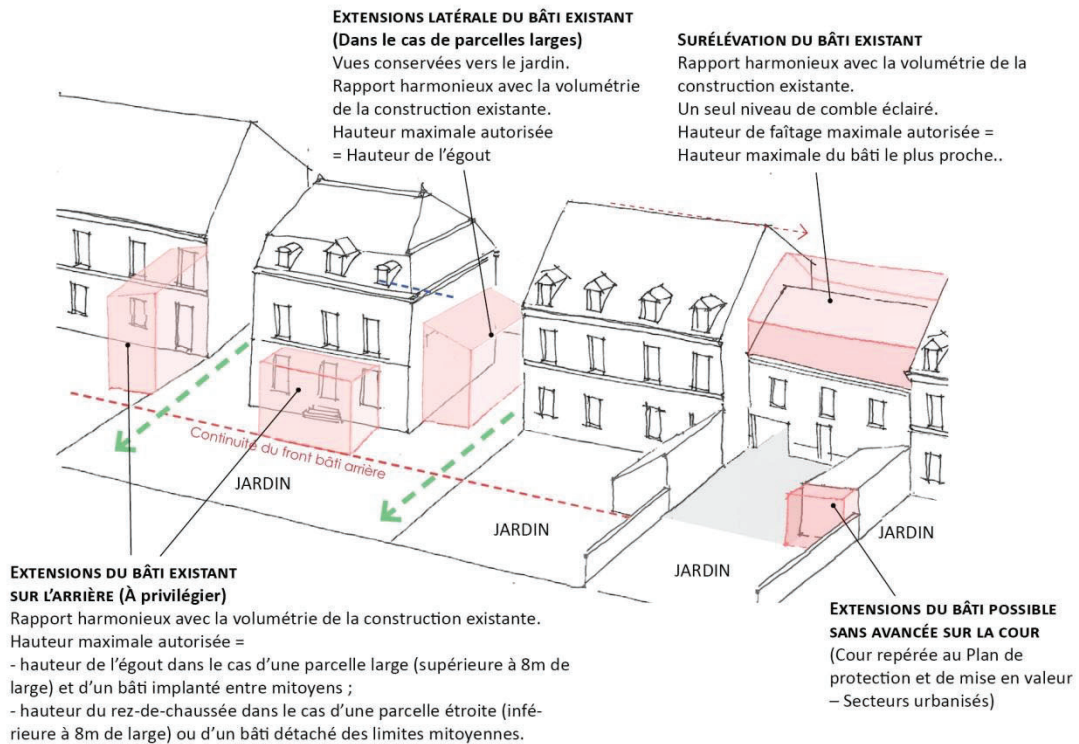 EXTENSIONS LATÉRALE DU BÂTI EXISTANT
(Dans le cas de parcelles larges)
Vues conservées vers le jardin.
Rapport harmonieux avec la volumétrie
de la construction existante.
Hauteur maximale autorisée
= Hauteur de l’égout
SURÉLÉVATION DU BÂTI EXISTANT
Rapport harmonieux avec la volumétrie de la
construction existante.
Un seul niveau de comble éclairé.
Hauteur de faîtage maximale autorisée =
Hauteur maximale du bâti le plus proche..
Continuité du front bâti arrière
JARDIN
JARDIN
JARDIN
JARDIN
EXTENSIONS DU BÂTI EXISTANT
SUR L’ARRIÈRE (À privilégier)
Rapport harmonieux avec la volumétrie de la construction existante.
Hauteur maximale autorisée =
- hauteur de l’égout dans le cas d’une parcelle large (supérieure à 8m de
large) et d’un bâti implanté entre mitoyens ;
- hauteur du rez-de-chaussée dans le cas d’une parcelle étroite (infé-
rieure à 8m de large) ou d’un bâti détaché des limites mitoyennes.
EXTENSIONS DU BÂTI POSSIBLE
SANS AVANCÉE SUR LA COUR
(Cour repérée au Plan de
protection et de mise en valeur
– Secteurs urbanisés)